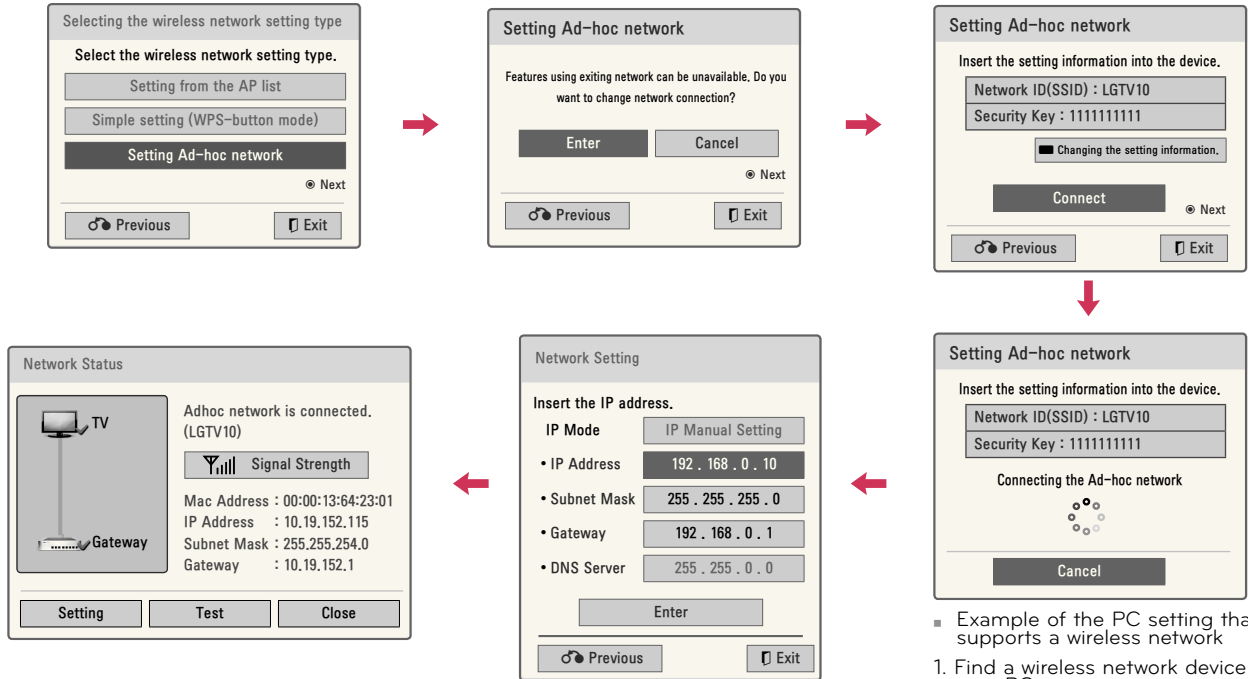 Selecting the wireless network setting type
Select the wireless network setting type.
Setting from the AP list
Simple setting (WPS-button mode)
Setting Ad-hoc network
Next
Previous
Exit
Setting Ad-hoc network
Features using exiting network can be unavailable. Do you
want to change network connection?
Enter
Cancel
Next
Previous
Exit
Setting Ad-hoc network
Insert the setting information into the device.
Network ID(SSID) : LGTV10
Security Key : 1111111111
Changing the setting information.
Connect
Next
Previous
Exit
Setting Ad-hoc network
Insert the setting information into the device.
Network ID(SSID) : LGTV10
Security Key : 1111111111
Connecting the Ad-hoc network
Cancel
Network Setting
Insert the IP address.
IP Mode IP Manual Setting
• IP Address 192 . 168 . 0 . 10
• Subnet Mask 255 . 255 . 255 . 0
• Gateway 192 . 168 . 0 . 1
• DNS Server 255 . 255 . 0 . 0
Enter
Previous
Exit
Network Status
TV
Gateway
Adhoc network is connected.
(LGTV10)
Signal Strength
Mac Address : 00:00:13:64:23:01
IP Address : 10.19.152.115
Subnet Mask : 255.255.254.0
Gateway : 10.19.152.1
Setting
Test
Close
Example of the PC setting tha
supports a wireless network
1. Find a wireless network device